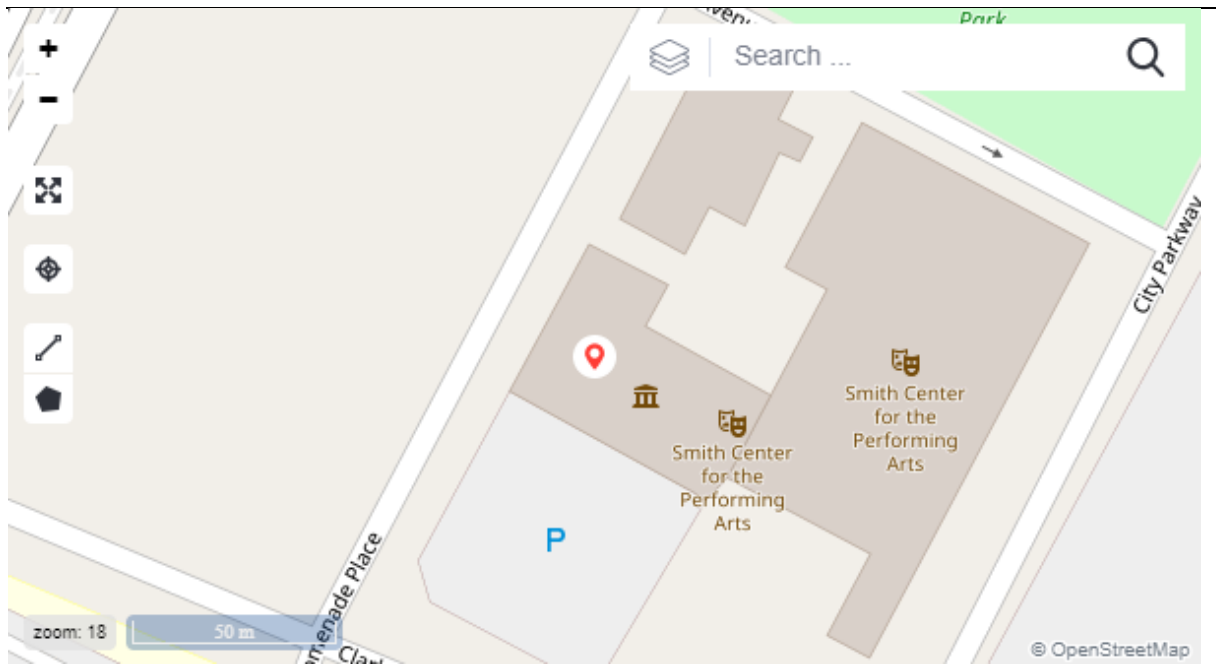 Park
Search ...
City Parkway
Smith Center
for the
Performing
Arts
Smith Center
for the
Performing
Arts
P
zoom: 18
50 m
© OpenStreetMap